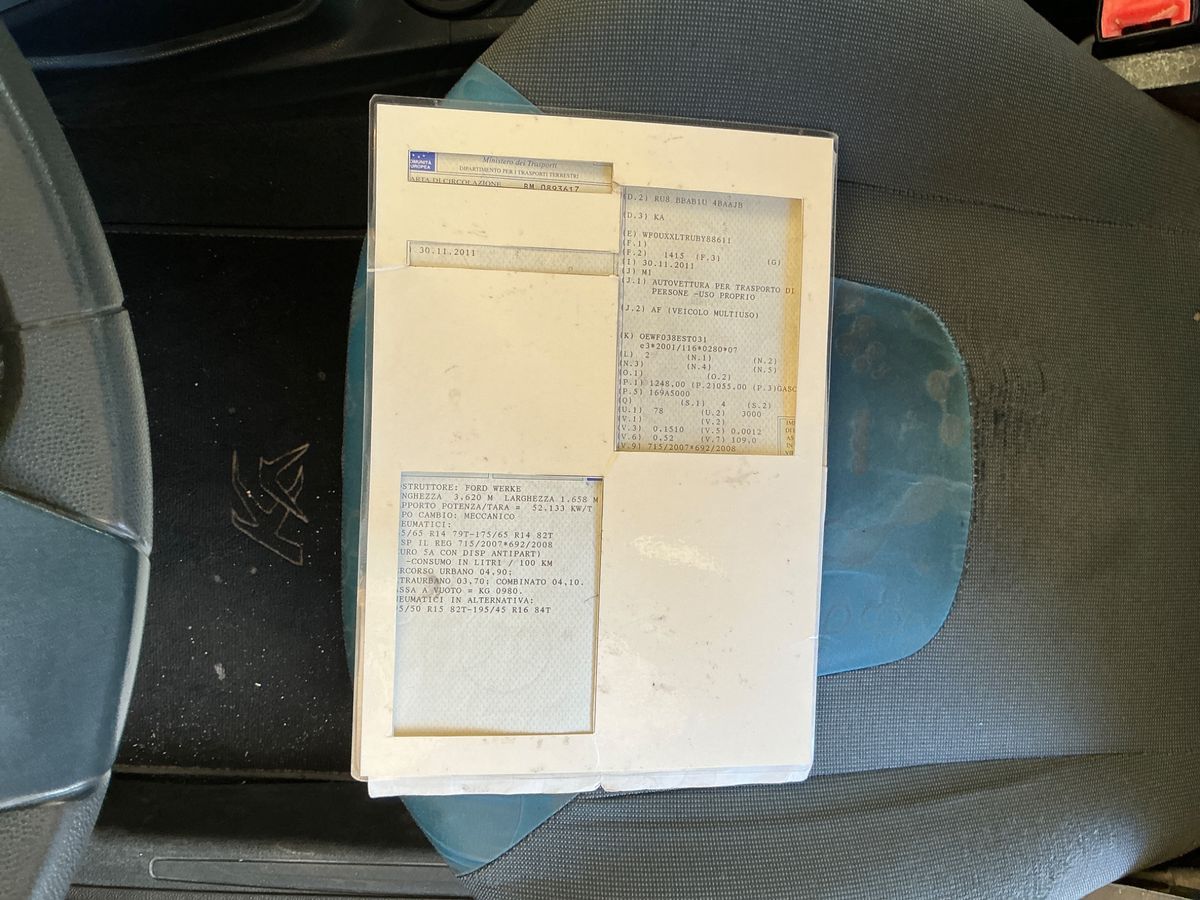 OMUNITÀ
UROPEA
Ministero dei Trasporti
DIPARTIMENTO PER I TRASPORTI TERRESTRI
ARTA DI CIRCOLAZIONE BM 0893617
30.11.2011
(D.2) RU8 BBAB1U 4BAAJB
(D.3) KA
(E) WF0UXXLTRUBY88611
(F.1)
(F.2) 1415 (F.3) (G)
(I) 30.11.2011
(J) M1
(J.1) AUTOVETTURA PER TRASPORTO DI
PERSONE -USO PROPRIO
(J.2) AF (VEICOLO MULTIUSO)
(K) OEWF038EST031
e3*2001/116*0280*07
(L) 2 (N.1) (N.2)
(N.3) (N.4) (N.5)
(O.1) (O.2)
(P.1) 1248,00 (P.2)055.00 (P.3)GASO
(P.5) 169A5000
(Q) (S.1) 4 (S.2)
(U.1) 78 (U.2) 3000
(V.1) (V.2)
(V.3) 0,1510 (V.5) 0.0012
(V.6) 0,52 (V.7) 109.0
(V.9) 715/2007*692/2008
STRUTTORE: FORD WERKE
NGHEZZA 3.620 M LARGHEZZA 1.658 M
PPORTO POTENZA/TARA = 52.133 KW/T
PO CAMBIO: MECCANICO
EUMATICI:
5/65 R14 79T-175/65 R14 82T
SP IL REG 715/2007*692/2008
EURO 5A CON DISP ANTIPART)
-CONSUMO IN LITRI / 100 KM
RCORSO URBANO 04,90;
TRAURBANO 03,70; COMBINATO 04,10.
SSA A VUOTO = KG 0980.
EUMATICI IN ALTERNATIVA:
5/50 R15 82T-195/45 R16 84T